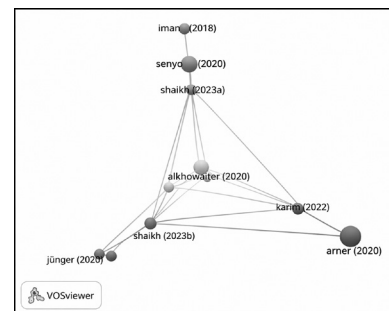 iman (2018)
senyo (2020)
shaikh (2023a)
alkhowaiter (2020)
karim (2022)
shaikh (2023b)
arner (2020)
jünger (2020)
VOSviewer